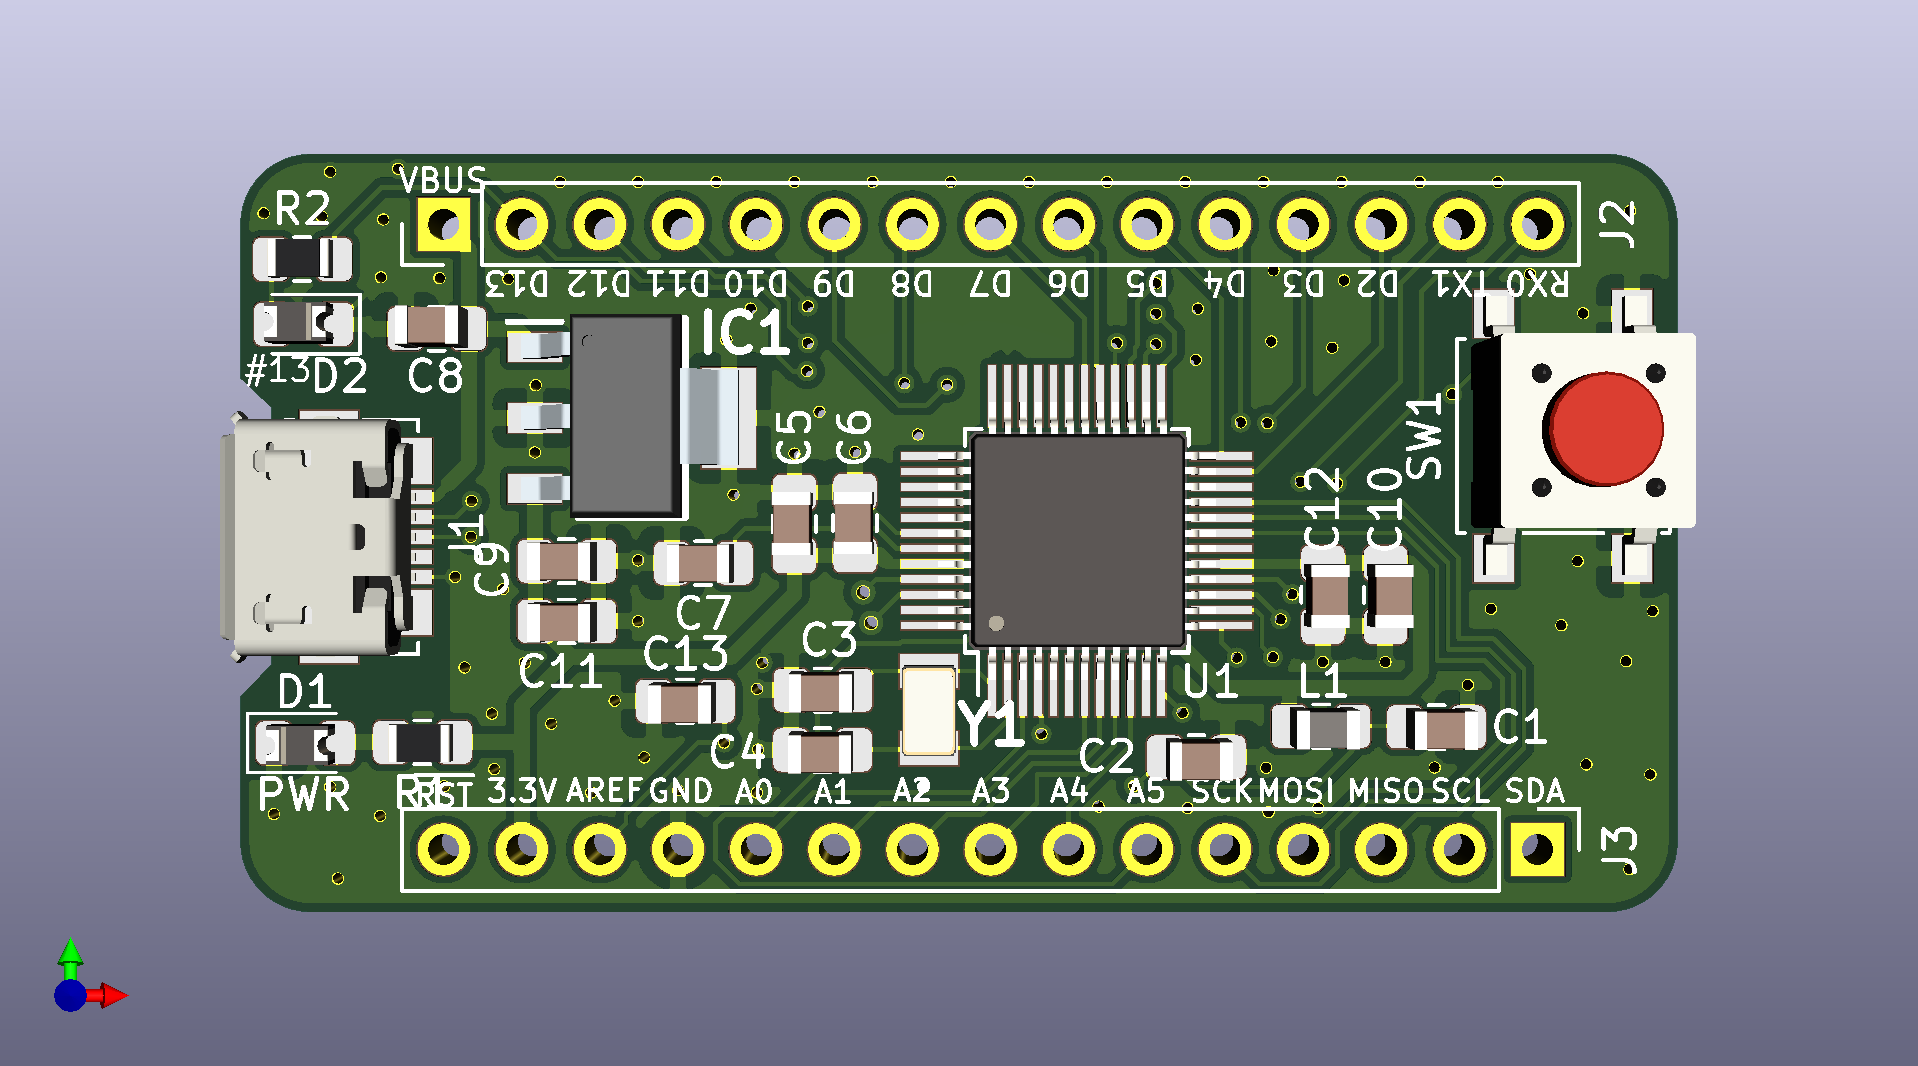 VBUS
R2
J2
D13 D12 D11 D10 D9 D8 D7 D6 D5 D4 D3 D2 TX1 RX0
IC1
#13 D2
C8
SW1
C5
C6
C12
C10
J1
C9
C7
C3
C13
C11
D1
U1
L1
Y1
C4
C2
C1
PWR
R1
RST 3.3V AREF GND A0 A1 A2 A3 A4 A5 SCK MOSI MISO SCL SDA
J3